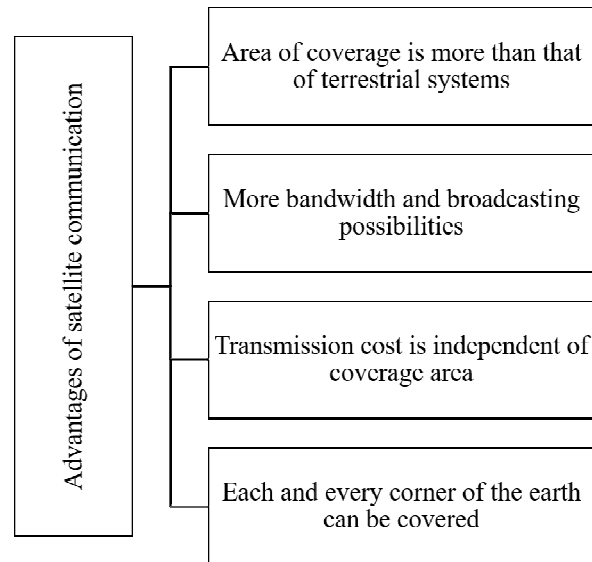 Advantages of satellite communication
Area of coverage is more than that
of terrestrial systems
More bandwidth and broadcasting
possibilities
Transmission cost is independent of
coverage area
Each and every corner of the earth
can be covered